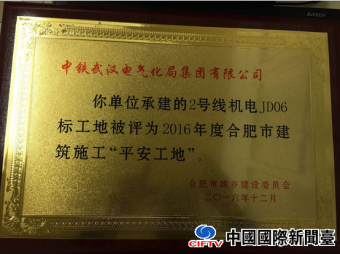 中铁武汉电气化局集团有限公司
你单位承建的2号线机电JD06
标工地被评为2016年度合肥市建
筑施工“平安工地”。
合肥市城乡建设委员会
二〇一六年十二月
CIFTV 中國國際新聞臺